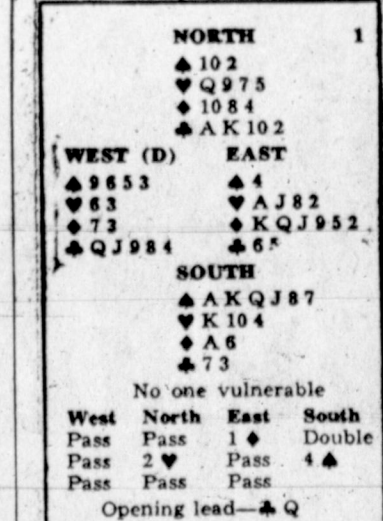 NORTH 1
♠ 10 2
♥ Q 9 7 5
♦ 10 8 4
♣ A K 10 2
WEST (D) EAST
♠ 9 6 5 3 ♠ 4
♥ 6 3 ♥ A J 8 2
♦ 7 3 ♦ K Q J 9 5 2
♣ Q J 9 8 4 ♣ 6 5
SOUTH
♠ A K Q J 8 7
♥ K 10 4
♦ A 6
♣ 7 3
No one vulnerable
West North East South
Pass Pass 1 ♦ Double
Pass 2 ♥ Pass 4 ♠
Pass Pass Pass
Opening lead—♣ Q